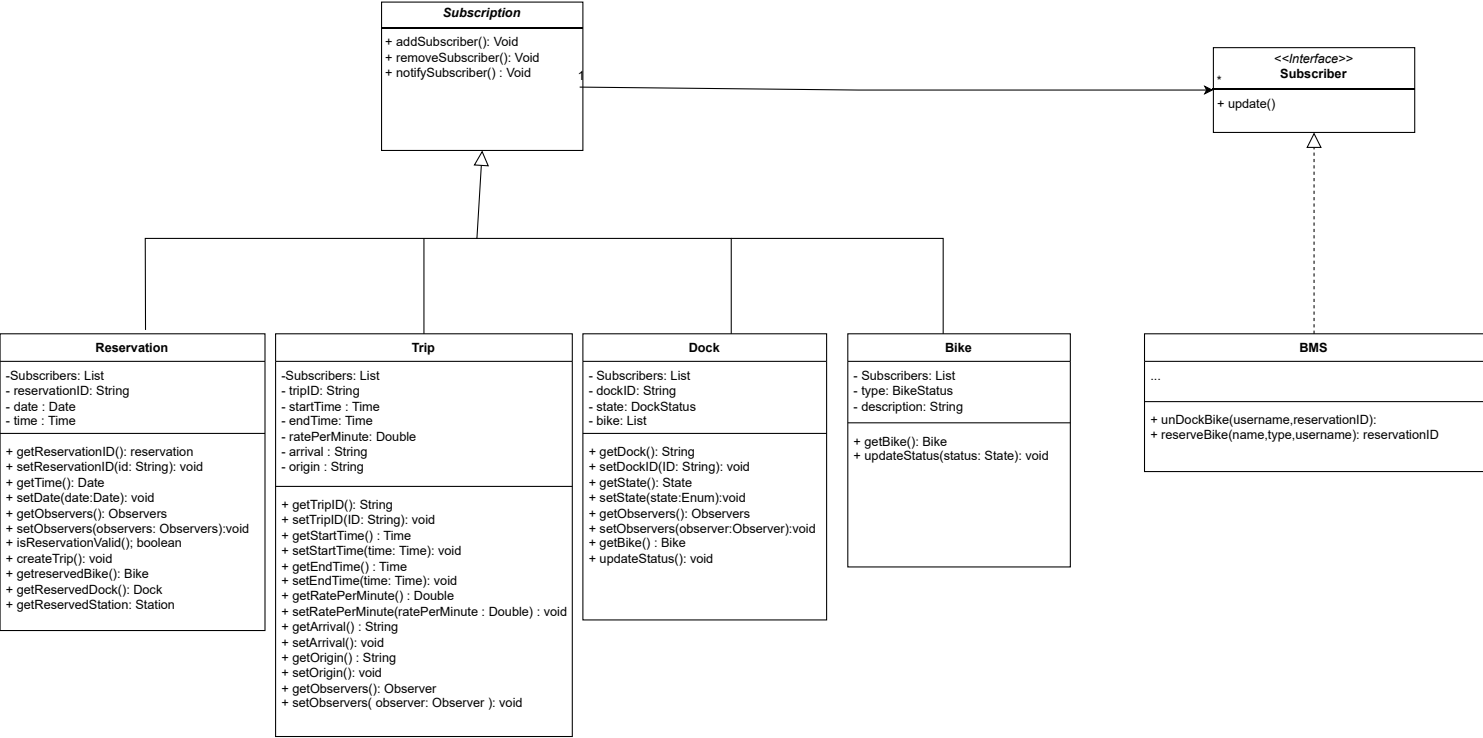 Subscription
+ addSubscriber(): Void
+ removeSubscriber(): Void
+ notifySubscriber() : Void
1
*
<<Interface>>
Subscriber
+ update()
Reservation
-Subscribers: List
- reservationID: String
- date : Date
- time : Time
+ getReservationID(): reservation
+ setReservationID(id: String): void
+ getTime(): Date
+ setDate(date:Date): void
+ getObservers(): Observers
+ setObservers(observers: Observers):void
+ isReservationValid(); boolean
+ createTrip(): void
+ getreservedBike(): Bike
+ getReservedDock(): Dock
+ getReservedStation: Station
Trip
-Subscribers: List
- tripID: String
- startTime : Time
- endTime: Time
- ratePerMinute: Double
- arrival : String
- origin : String
+ getTripID(): String
+ setTripID(ID: String): void
+ getStartTime() : Time
+ setStartTime(time: Time): void
+ getEndTime() : Time
+ setEndTime(time: Time): void
+ getRatePerMinute() : Double
+ setRatePerMinute(ratePerMinute : Double) : void
+ getArrival() : String
+ setArrival(): void
+ getOrigin() : String
+ setOrigin(): void
+ getObservers(): Observer
+ setObservers( observer: Observer ): void
Dock
- Subscribers: List
- dockID: String
- state: DockStatus
- bike: List
+ getDock(): String
+ setDockID(ID: String): void
+ getState(): State
+ setState(state:Enum):void
+ getObservers(): Observers
+ setObservers(observer:Observer):void
+ getBike() : Bike
+ updateStatus(): void
Bike
- Subscribers: List
- type: BikeStatus
- description: String
+ getBike(): Bike
+ updateStatus(status: State): void
BMS
...
+ unDockBike(username,reservationID):
+ reserveBike(name,type,username): reservationID